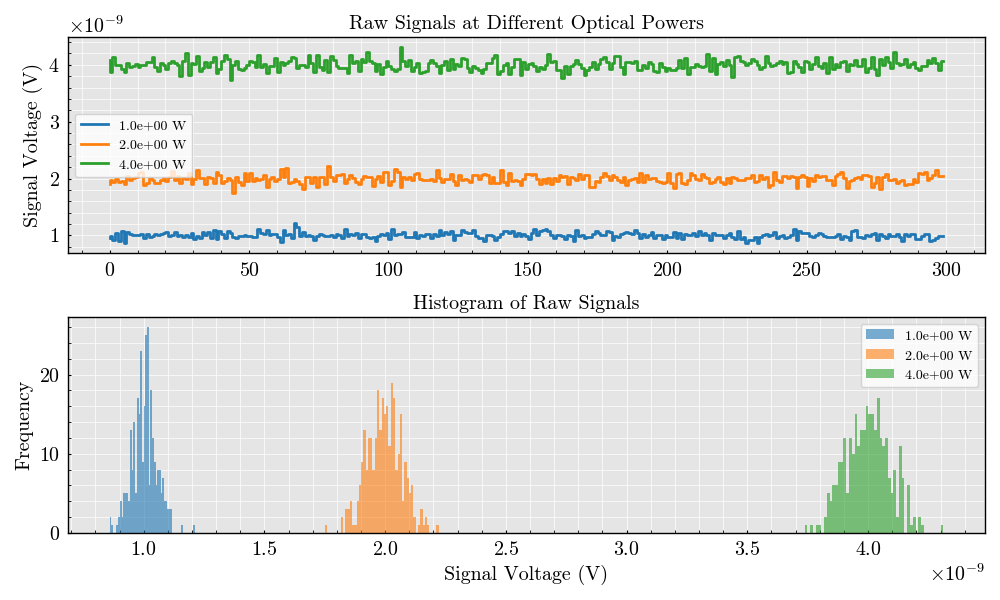 Raw Signals at Different Optical Powers
×10⁻⁹
Signal Voltage (V)
4
3
2
1
1.0e+00 W
2.0e+00 W
4.0e+00 W
0 50 100 150 200 250 300
Histogram of Raw Signals
Frequency
20
10
0
1.0e+00 W
2.0e+00 W
4.0e+00 W
1.0 1.5 2.0 2.5 3.0 3.5 4.0
Signal Voltage (V)
×10⁻⁹